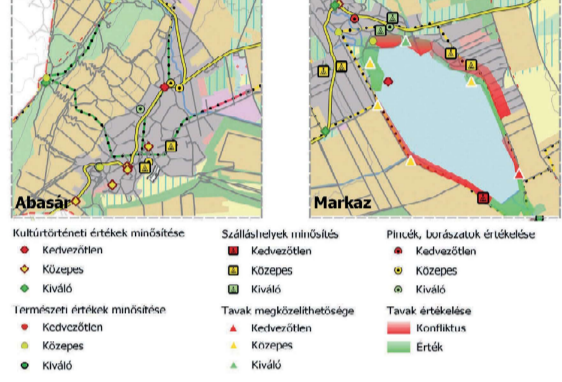 Abasár
Markaz
Kultúrtörténeti értékek minősítése
Kedvezőtlen
Közepes
Kiváló
Természeti értékek minősítése
Kedvezőtlen
Közepes
Kiváló
Szálláshelyek minősítés
Kedvezőtlen
Közepes
Kiváló
Tavak megközelíthetősége
Kedvezőtlen
Közepes
Kiváló
Pincék, borászatok értékelése
Kedvezőtlen
Közepes
Kiváló
Tavak értékelése
Konfliktus
Érték